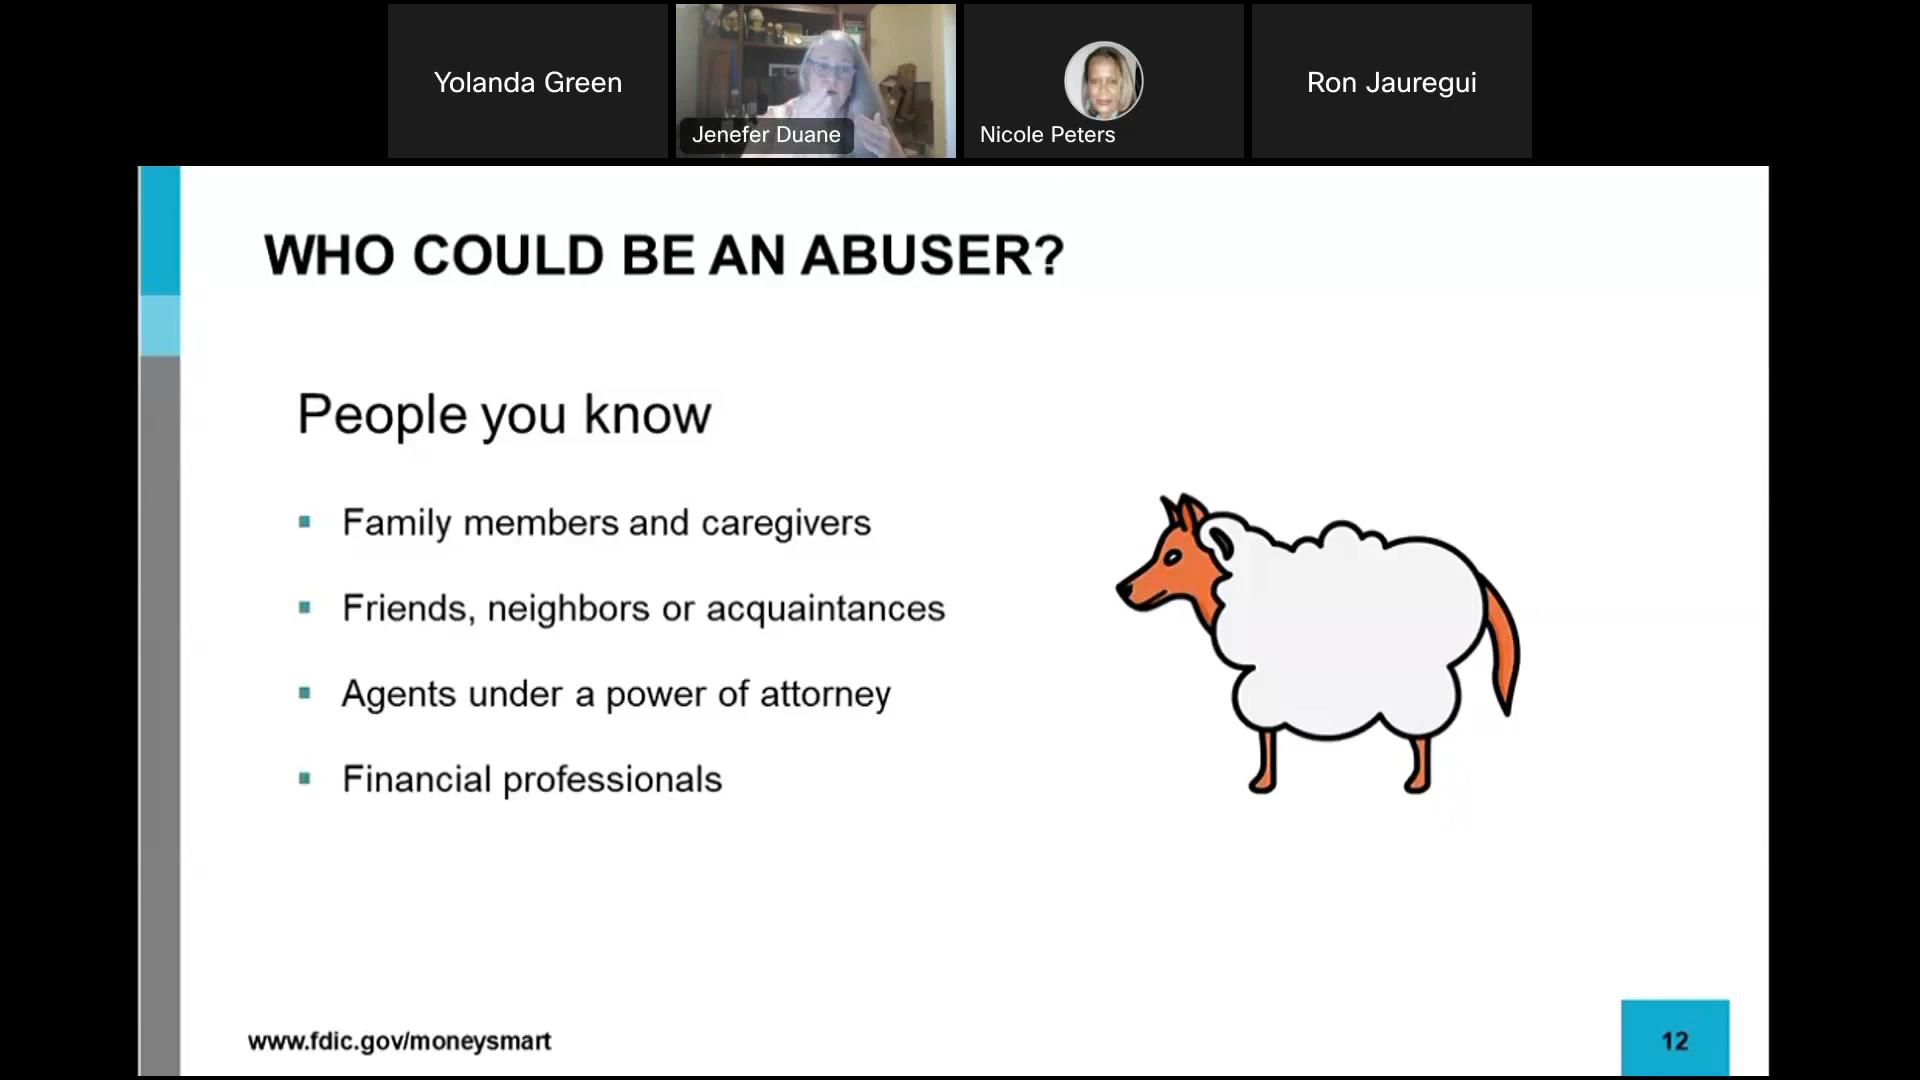 Yolanda Green
Jenefer Duane
Nicole Peters
Ron Jauregui
WHO COULD BE AN ABUSER?
People you know
▪ Family members and caregivers
▪ Friends, neighbors or acquaintances
▪ Agents under a power of attorney
▪ Financial professionals
www.fdic.gov/moneysmart
12